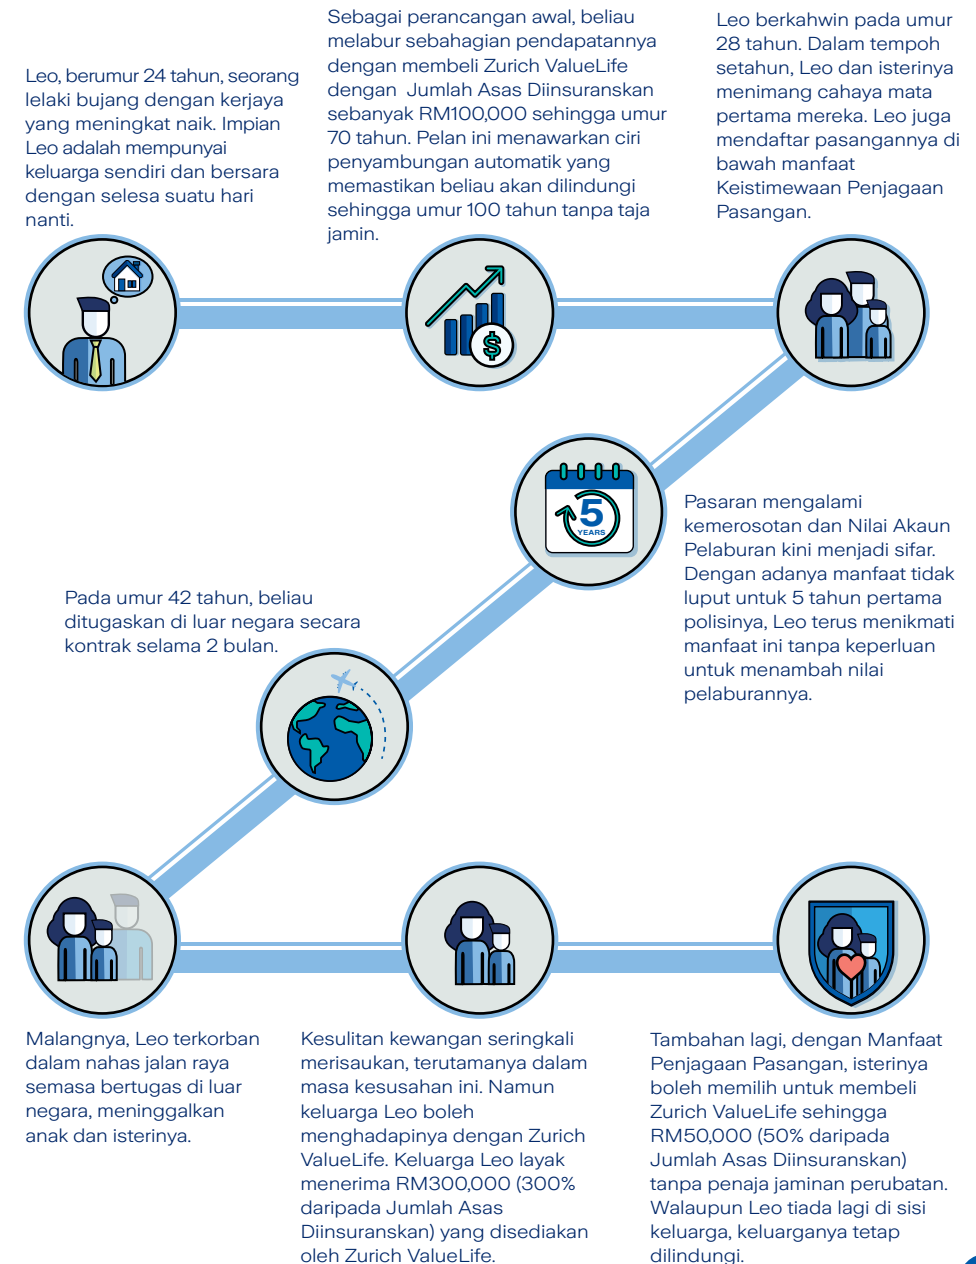 Leo, berumur 24 tahun, seorang
lelaki bujang dengan kerjaya
yang meningkat naik. Impian
Leo adalah mempunyai
keluarga sendiri dan bersara
dengan selesa suatu hari
nanti.
Sebagai perancangan awal, beliau
melabur sebahagian pendapatannya
dengan membeli Zurich ValueLife
dengan Jumlah Asas Diinsuranskan
sebanyak RM100,000 sehingga umur
70 tahun. Pelan ini menawarkan ciri
penyambungan automatik yang
memastikan beliau akan dilindungi
sehingga umur 100 tahun tanpa taja
jamin.
Leo berkahwin pada umur
28 tahun. Dalam tempoh
setahun, Leo dan isterinya
menimang cahaya mata
pertama mereka. Leo juga
mendaftar pasangannya di
bawah manfaat
Keistimewaan Penjagaan
Pasangan.
$
5
YEARS
Pasaran mengalami
kemerosotan dan Nilai Akaun
Pelaburan kini menjadi sifar.
Dengan adanya manfaat tidak
luput untuk 5 tahun pertama
polisinya, Leo terus menikmati
manfaat ini tanpa keperluan
untuk menambah nilai
pelaburannya.
Pada umur 42 tahun, beliau
ditugaskan di luar negara secara
kontrak selama 2 bulan.
Malangnya, Leo terkorban
dalam nahas jalan raya
semasa bertugas di luar
negara, meninggalkan
anak dan isterinya.
Kesulitan kewangan seringkali
merisaukan, terutamanya dalam
masa kesusahan ini. Namun
keluarga Leo boleh
menghadapinya dengan Zurich
ValueLife. Keluarga Leo layak
menerima RM300,000 (300%
daripada Jumlah Asas
Diinsuranskan) yang disediakan
oleh Zurich ValueLife.
Tambahan lagi, dengan Manfaat
Penjagaan Pasangan, isterinya
boleh memilih untuk membeli
Zurich ValueLife sehingga
RM50,000 (50% daripada
Jumlah Asas Diinsuranskan)
tanpa penaja jaminan perubatan.
Walaupun Leo tiada lagi di sisi
keluarga, keluarganya tetap
dilindungi.